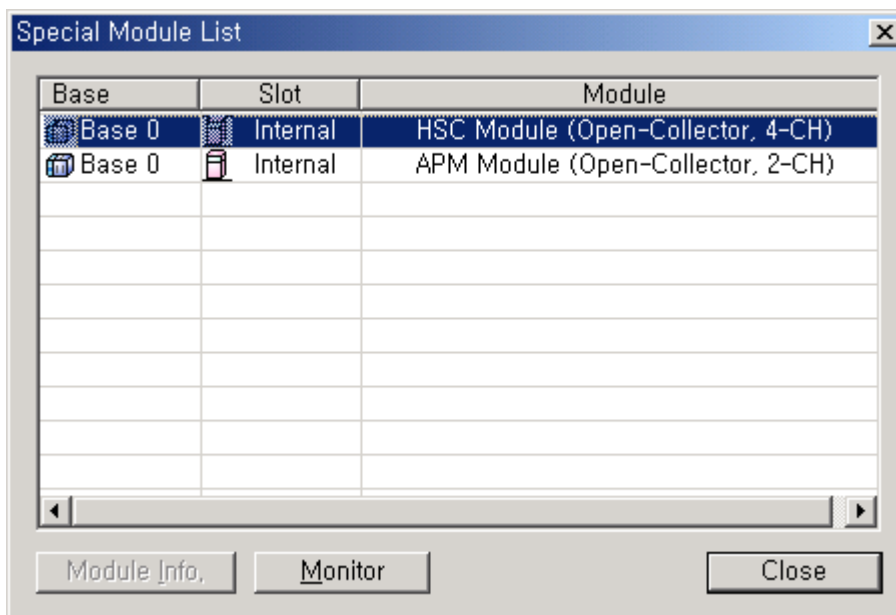 Special Module List
Base Slot Module
Base 0 Internal HSC Module (Open-Collector, 4-CH)
Base 0 Internal APM Module (Open-Collector, 2-CH)
Module Info, Monitor Close